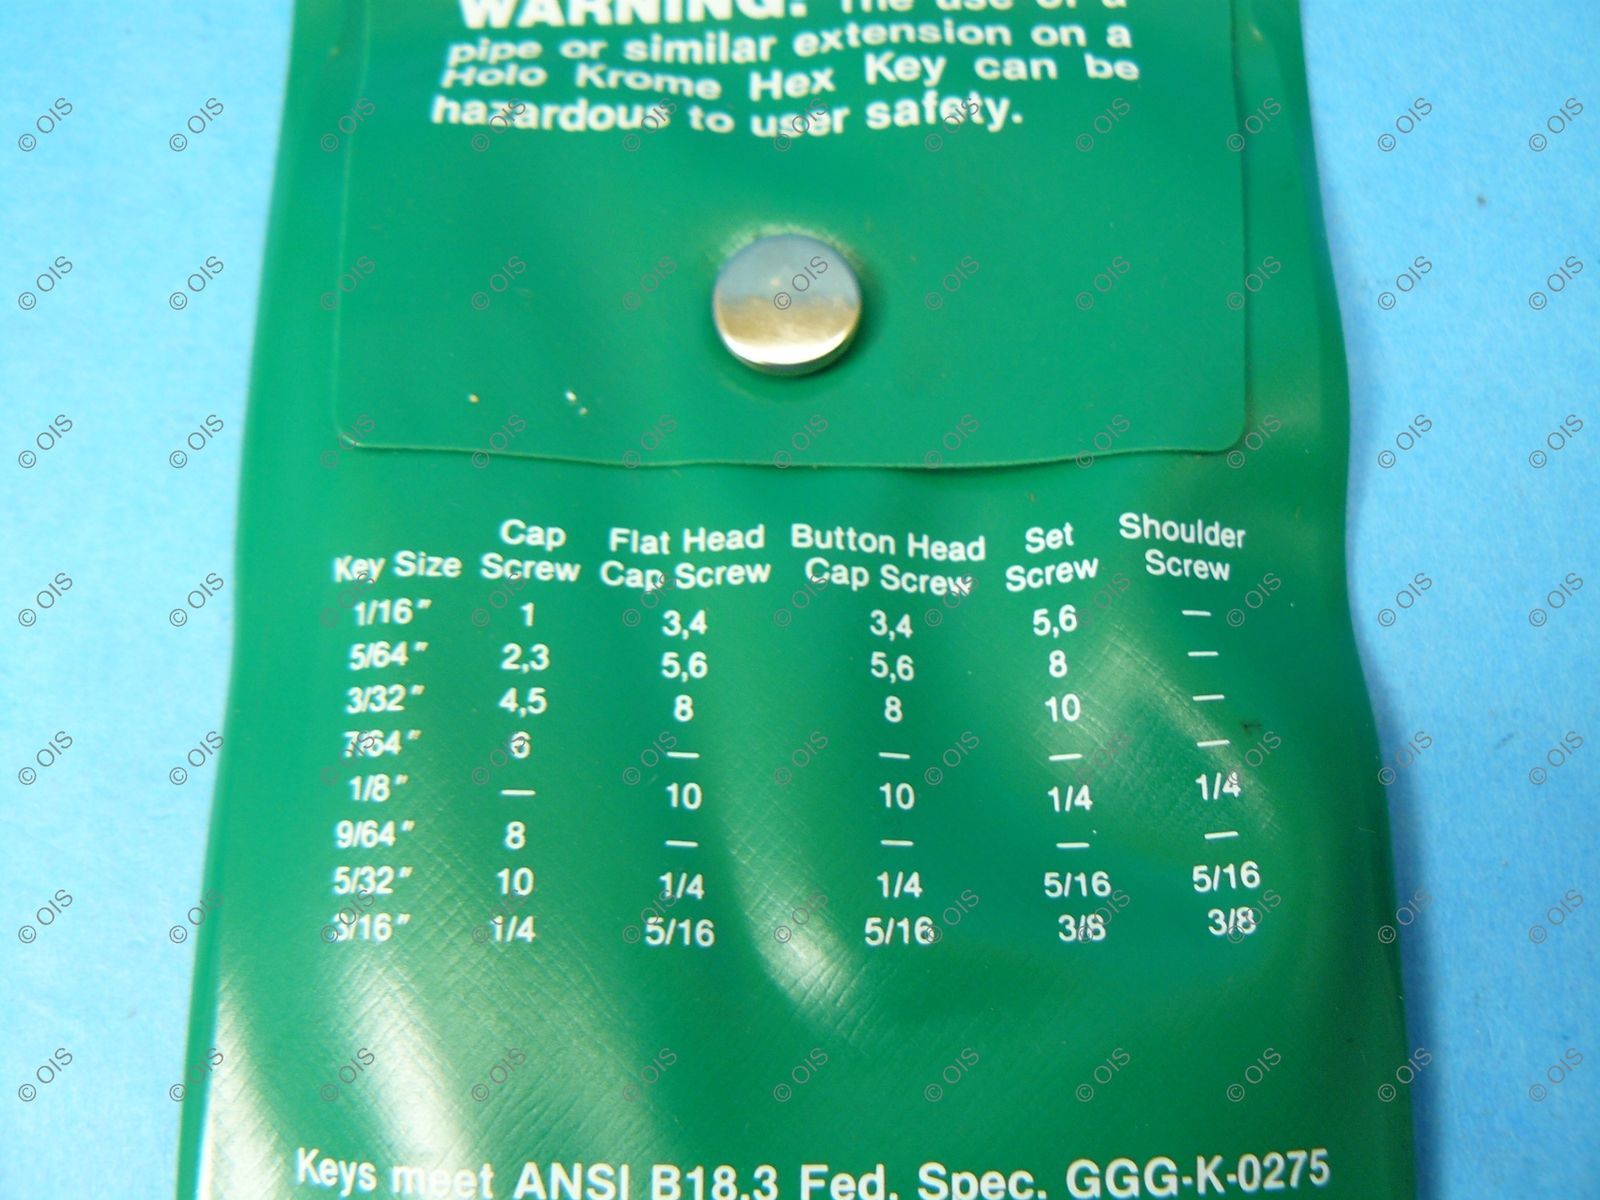 WARNING: The use of a
pipe or similar extension on a
Holo Krome Hex Key can be
hazardous to user safety.
Key Size Cap Screw Flat Head Cap Screw Button Head Cap Screw Set Screw Shoulder Screw
1/16" 1 3,4 3,4 5,6 —
5/64" 2,3 5,6 5,6 8 —
3/32" 4,5 8 8 10 —
7/64" 6 — — — —
1/8" — 10 10 1/4 1/4
9/64" 8 — — — —
5/32" 10 1/4 1/4 5/16 5/16
3/16" 1/4 5/16 5/16 3/8 3/8
Keys meet ANSI B18.3 Fed. Spec. GGG-K-0275
© OIS